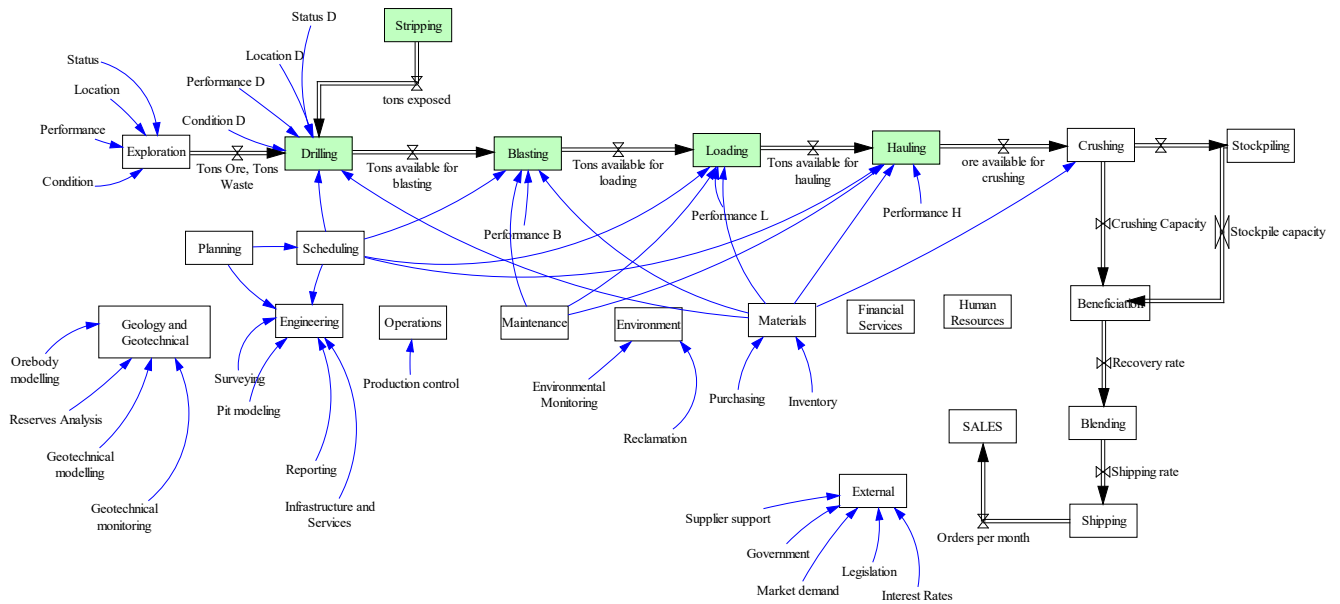 Status D
Stripping
Status
Location D
Performance D
Location
tons exposed
Condition D
Performance
Exploration
Drilling
Blasting
Loading
Hauling
Crushing
Stockpiling
Tons Ore, Tons
Waste
Tons available for
blasting
Tons available for
loading
Tons available for
hauling
ore available for
crushing
Condition
Performance B
Performance L
Performance H
Crushing Capacity
Stockpile capacity
Planning
Scheduling
Geology and
Geotechnical
Engineering
Operations
Maintenance
Environment
Materials
Financial
Services
Human
Resources
Beneficiation
Orebody
modelling
Surveying
Production control
Environmental
Monitoring
Purchasing
Inventory
Recovery rate
Reserves Analysis
Pit modeling
Reclamation
SALES
Blending
Geotechnical
modelling
Reporting
Shipping rate
Geotechnical
monitoring
Infrastructure and
Services
External
Supplier support
Shipping
Orders per month
Government
Legislation
Market demand
Interest Rates